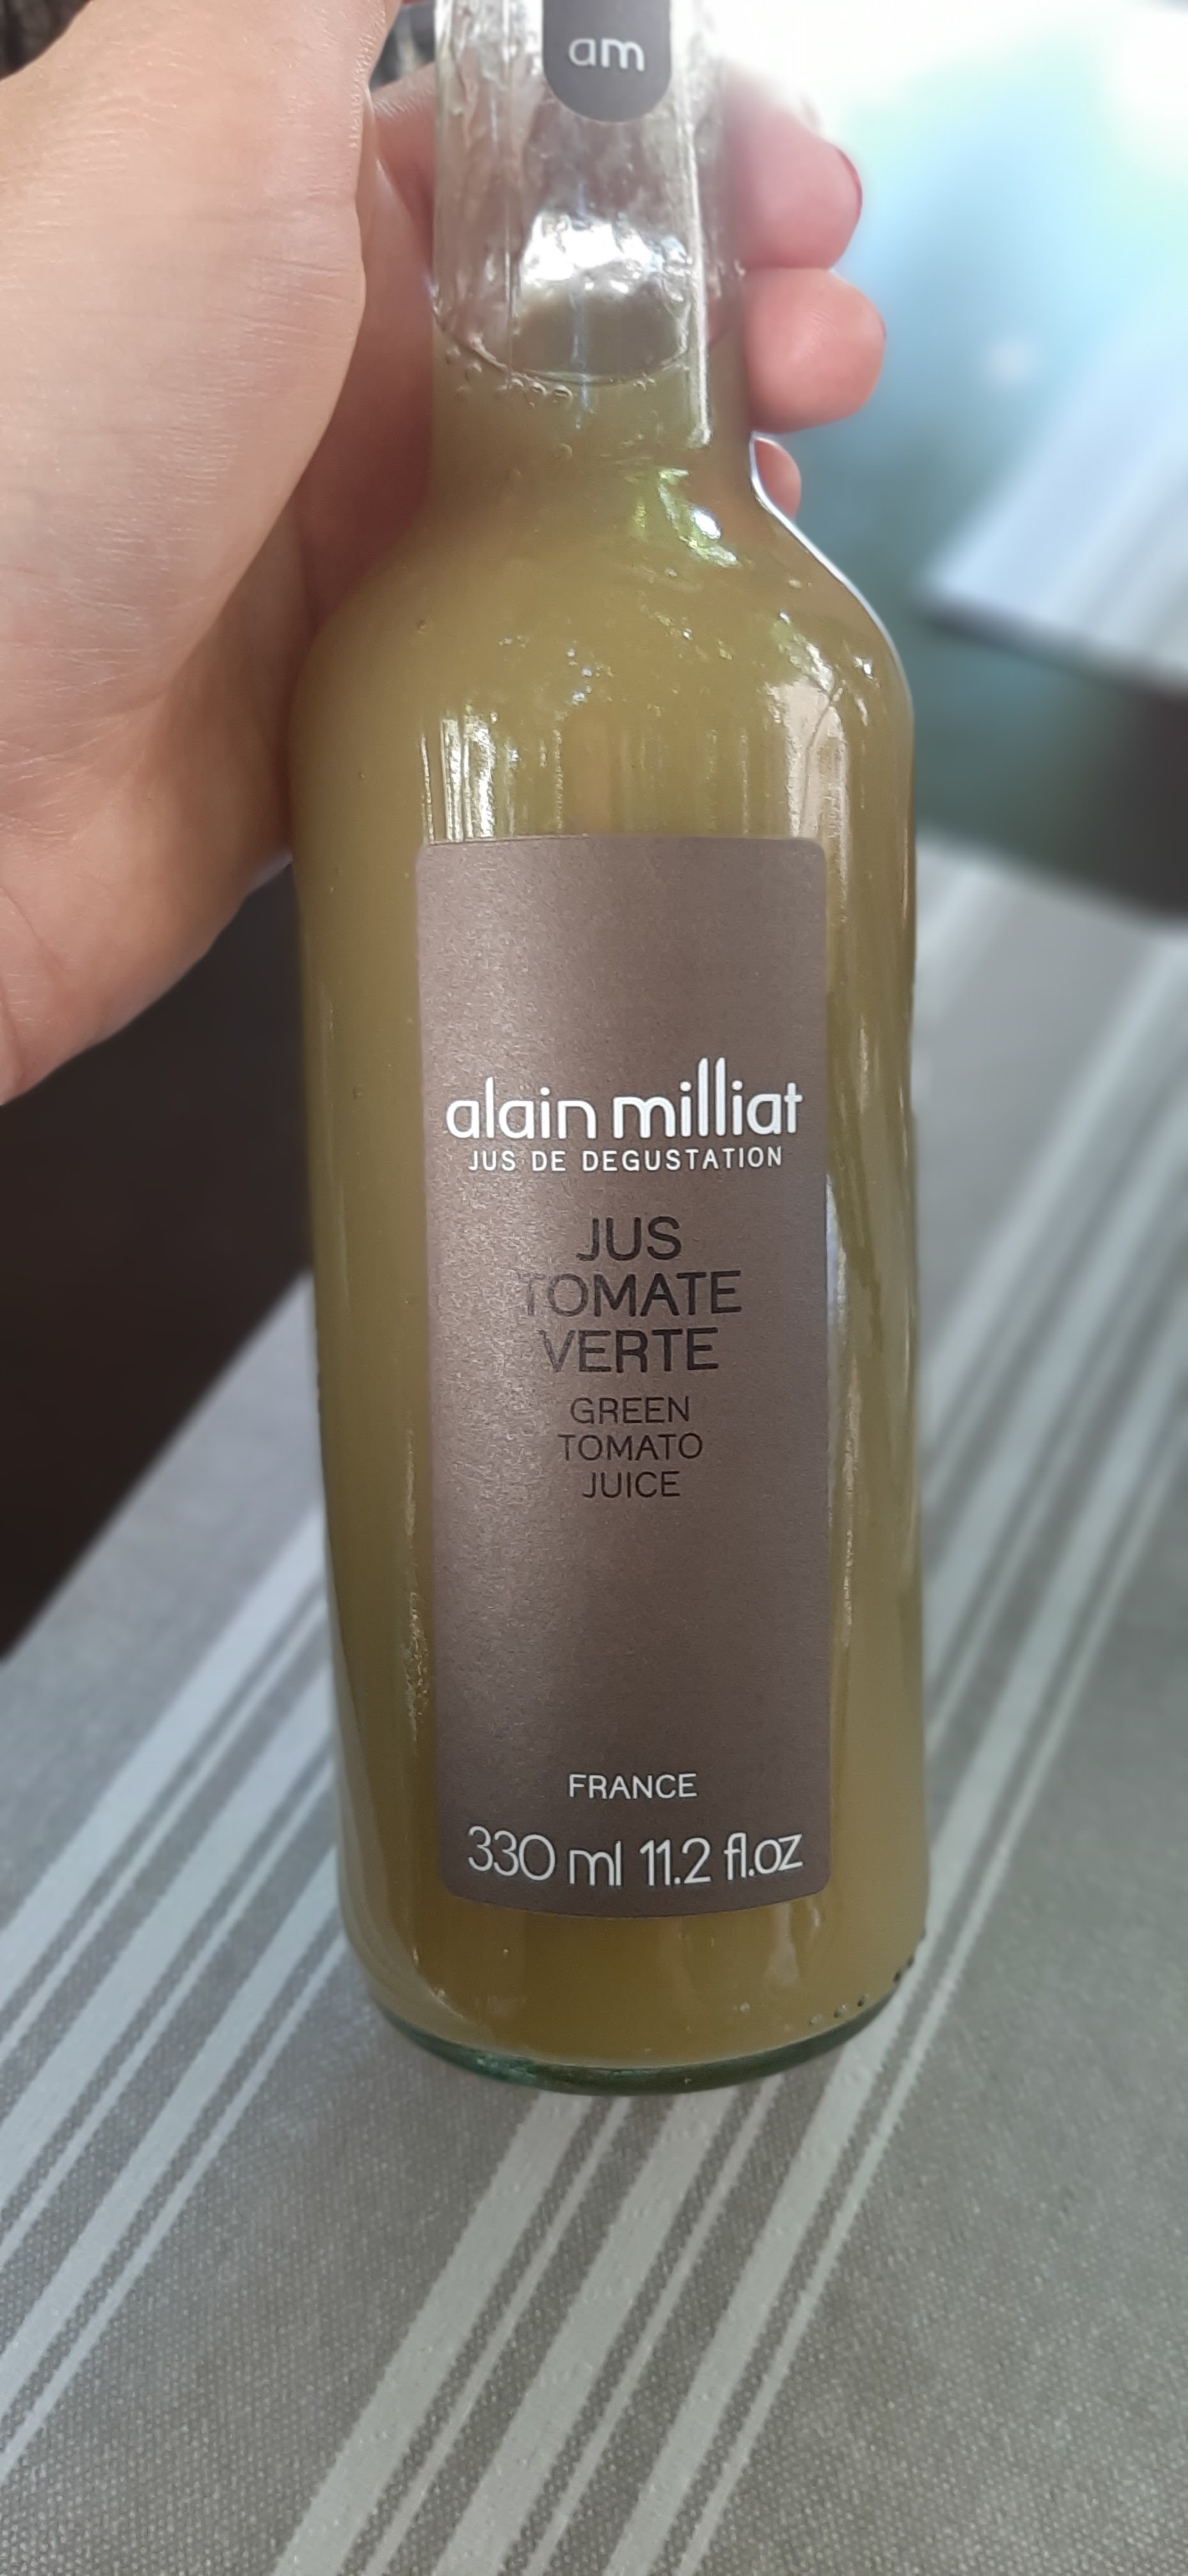 am
alain milliat
JUS DE DEGUSTATION
JUS
TOMATE
VERTE
GREEN
TOMATO
JUICE
FRANCE
330 ml 11.2 fl.oz